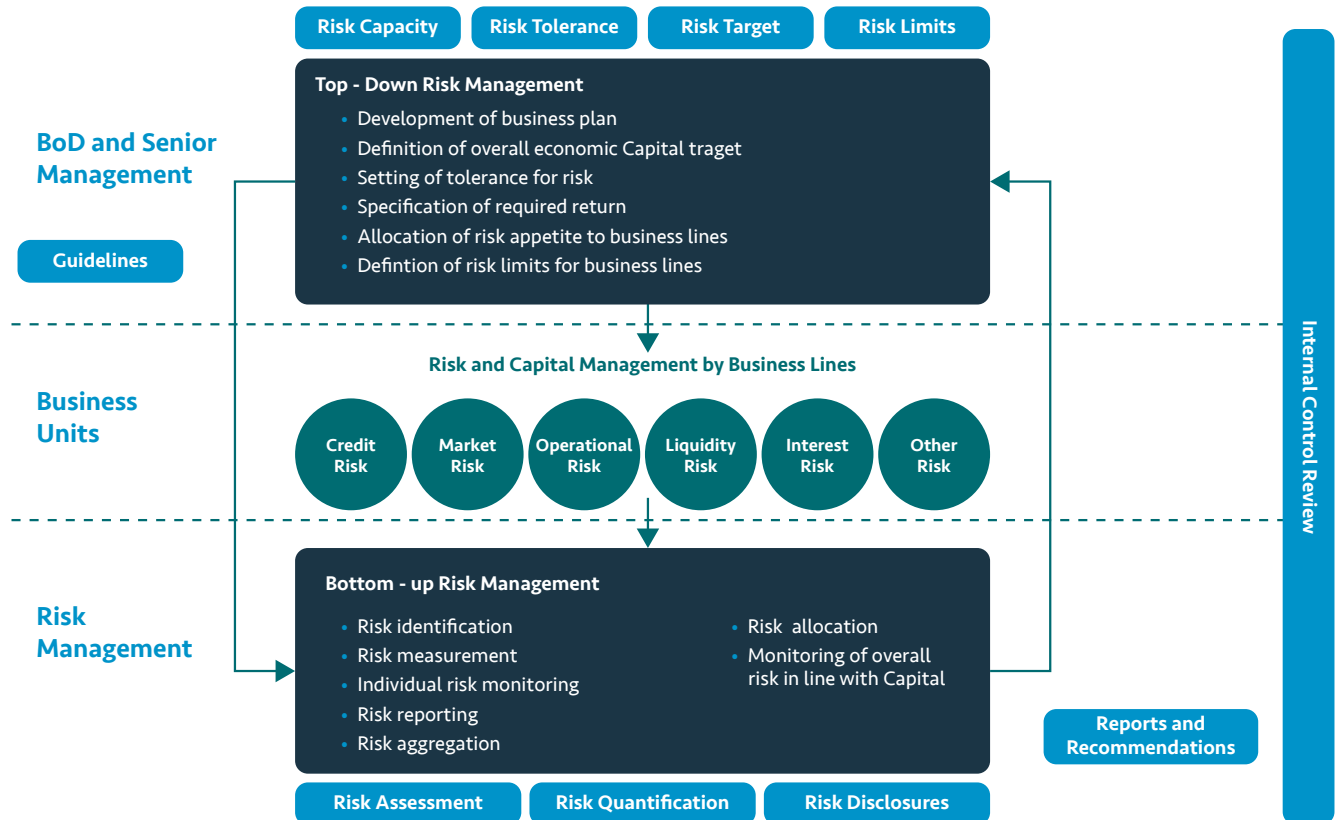 Risk Capacity
Risk Tolerance
Risk Target
Risk Limits
Top - Down Risk Management
• Development of business plan
• Definition of overall economic Capital traget
• Setting of tolerance for risk
• Specification of required return
• Allocation of risk appetite to business lines
• Defintion of risk limits for business lines
BoD and Senior
Management
Guidelines
Risk and Capital Management by Business Lines
Business
Units
Credit
Risk
Market
Risk
Operational
Risk
Liquidity
Risk
Interest
Risk
Other
Risk
Bottom - up Risk Management
• Risk identification
• Risk measurement
• Individual risk monitoring
• Risk reporting
• Risk aggregation
• Risk allocation
• Monitoring of overall
risk in line with Capital
Risk
Management
Reports and
Recommendations
Risk Assessment
Risk Quantification
Risk Disclosures
Internal Control Review